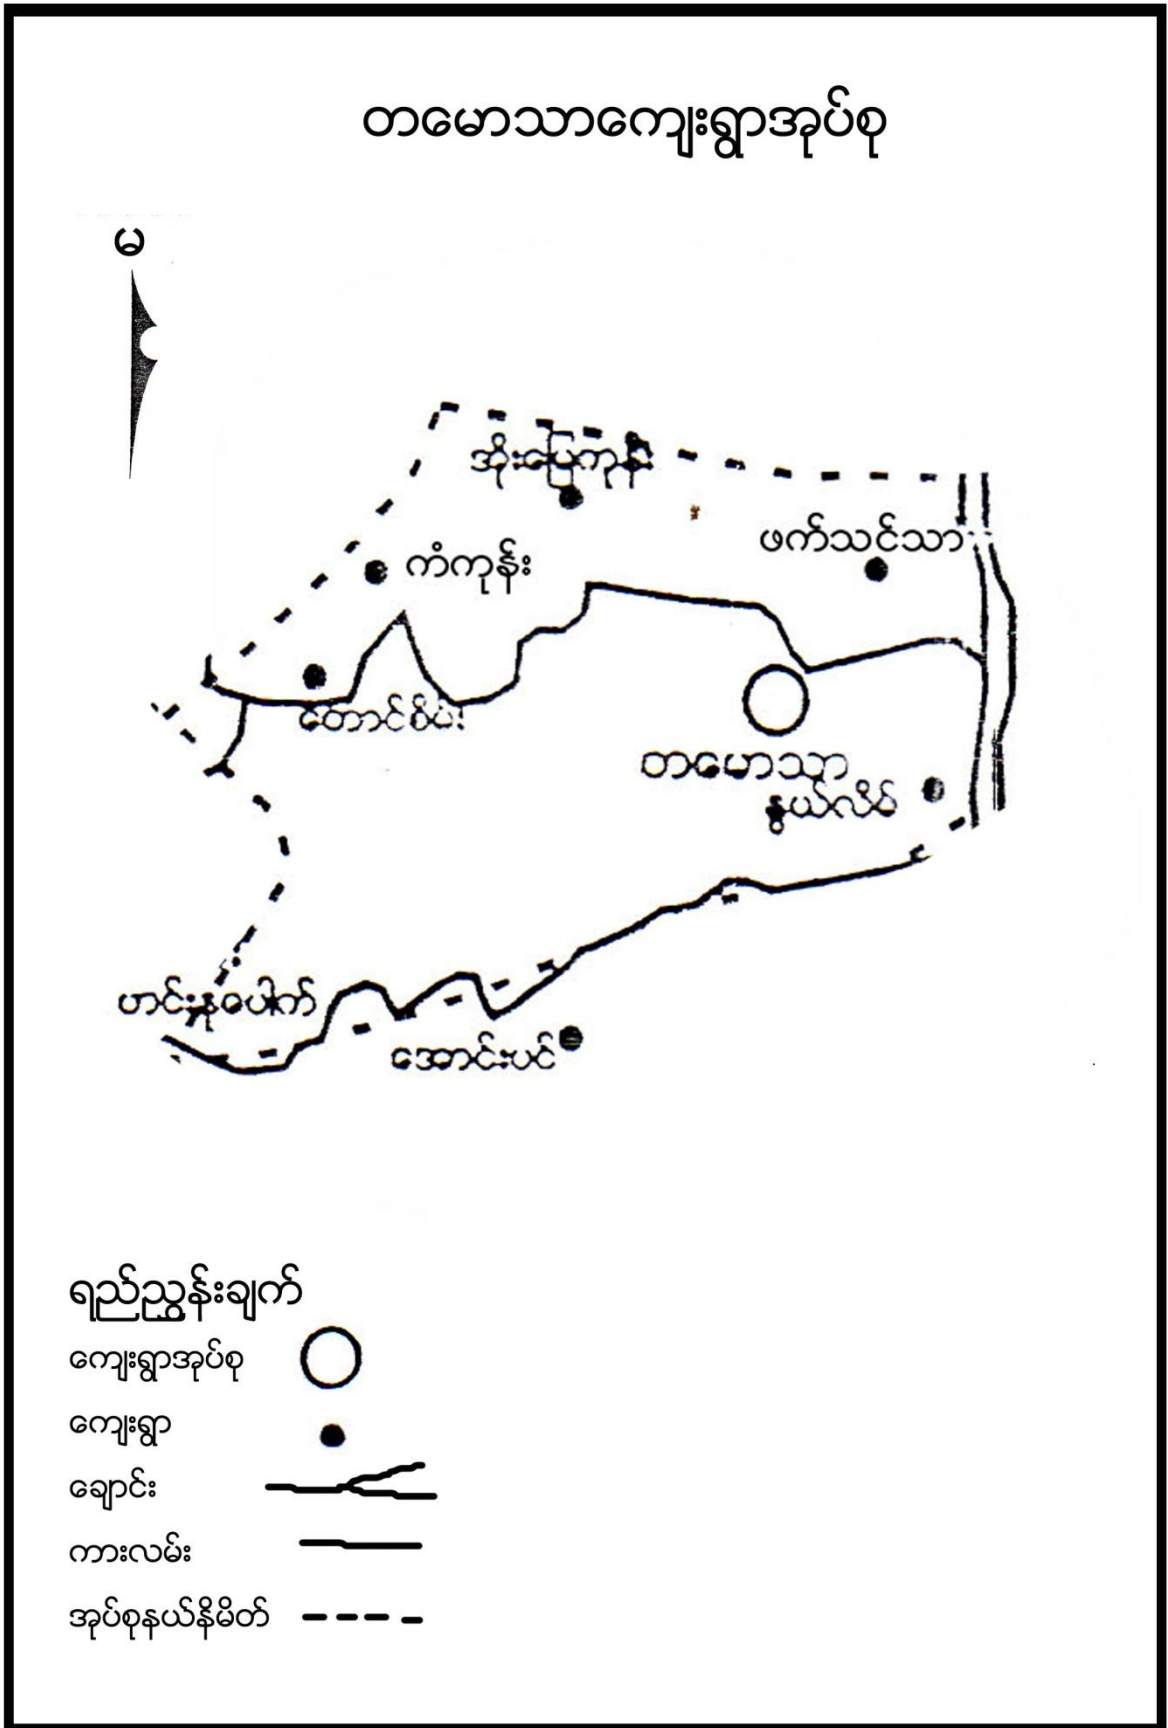 တမောသာကျေးရွာအုပ်စု
မ
အိုးမြေကုန်း
ဖက်သင်သာ
ကံကုန်း
တောင်စမ်း
တမောသာ
နွယ်လိမ်
ဟင်းနုပေါက်
အောင်းပင်
ရည်ညွှန်းချက်
ကျေးရွာအုပ်စု
ကျေးရွာ
ချောင်း
ကားလမ်း
အုပ်စုနယ်နိမိတ်